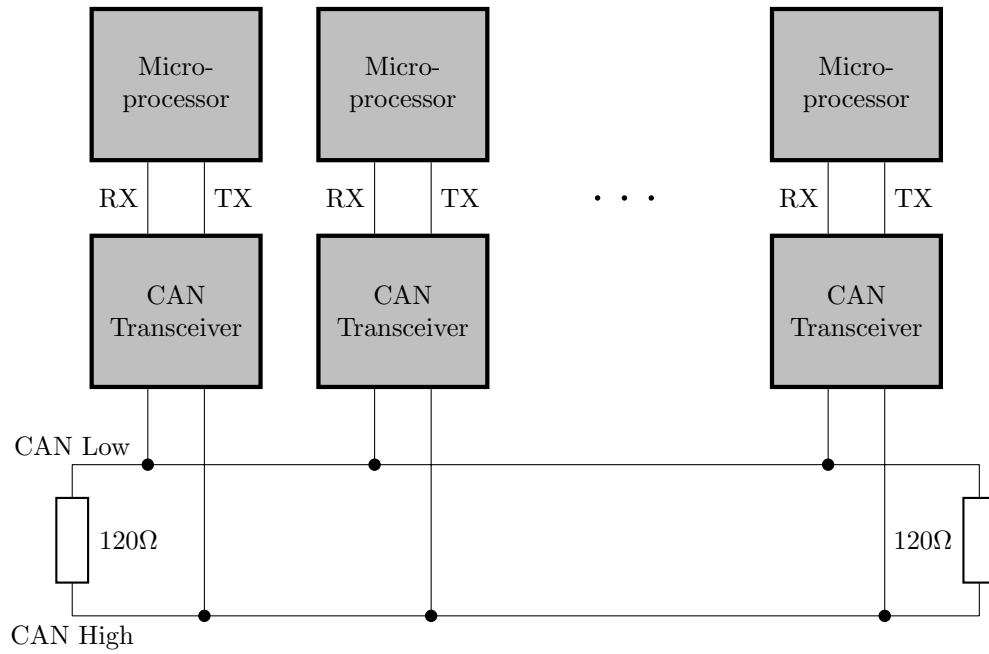 Micro-
processor
Micro-
processor
Micro-
processor
RX
TX
RX
TX
. . .
RX
TX
CAN
Transceiver
CAN
Transceiver
CAN
Transceiver
CAN Low
120Ω
120Ω
CAN High